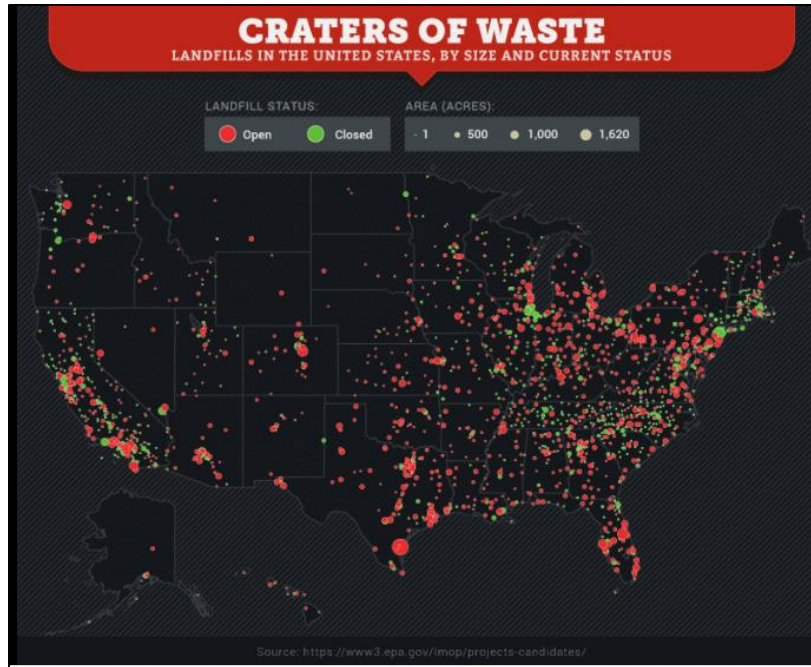 CRATERS OF WASTE
LANDFILLS IN THE UNITED STATES, BY SIZE AND CURRENT STATUS
LANDFILL STATUS:
Open Closed
AREA (ACRES):
1 500 1,000 1,620
Source: https://www3.epa.gov/lmop/projects-candidates/